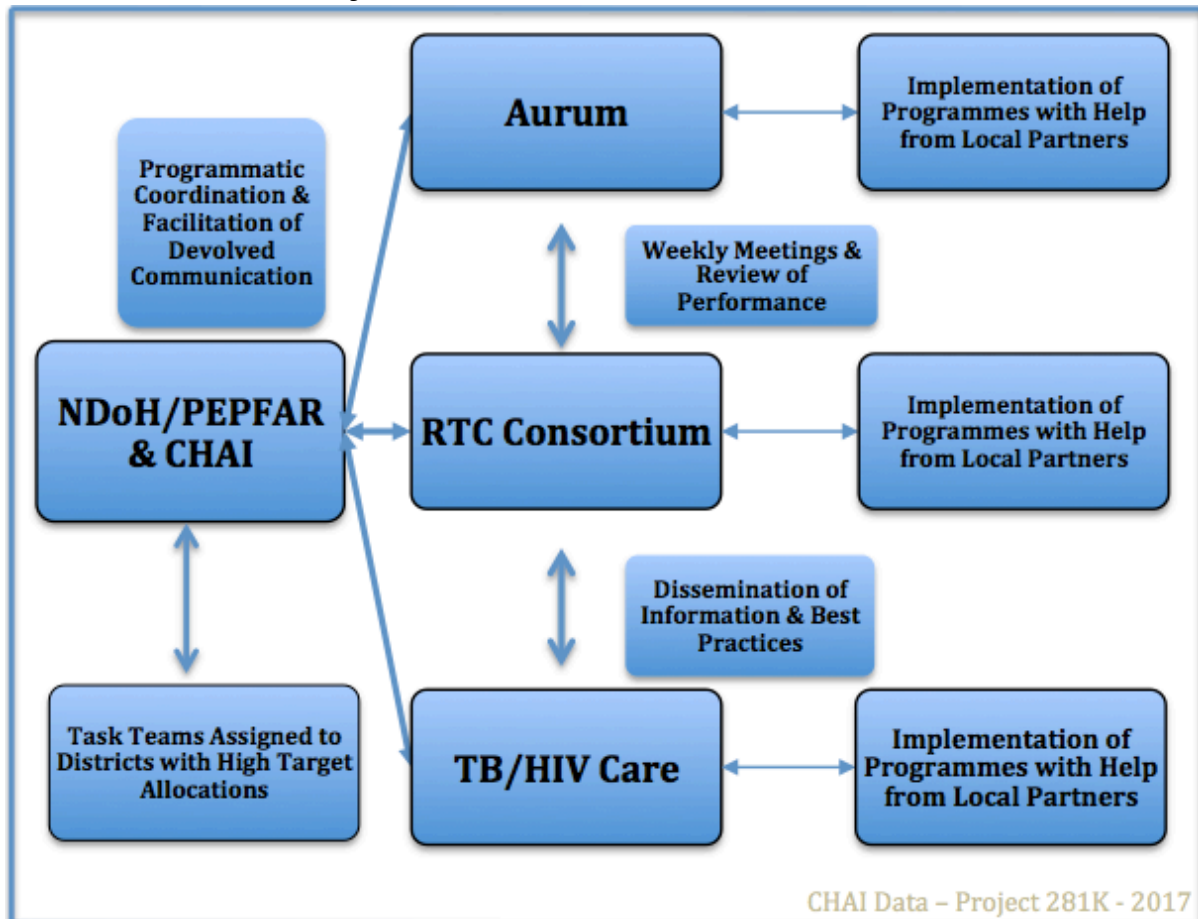 Programmatic
Coordination &
Facilitation of
Devolved
Communication
NDoH/PEPFAR
& CHAI
Task Teams Assigned to
Districts with High Target
Allocations
Aurum
Weekly Meetings &
Review of
Performance
RTC Consortium
Dissemination of
Information & Best
Practices
TB/HIV Care
Implementation of
Programmes with Help
from Local Partners
Implementation of
Programmes with Help
from Local Partners
Implementation of
Programmes with Help
from Local Partners
CHAI Data – Project 281K - 2017